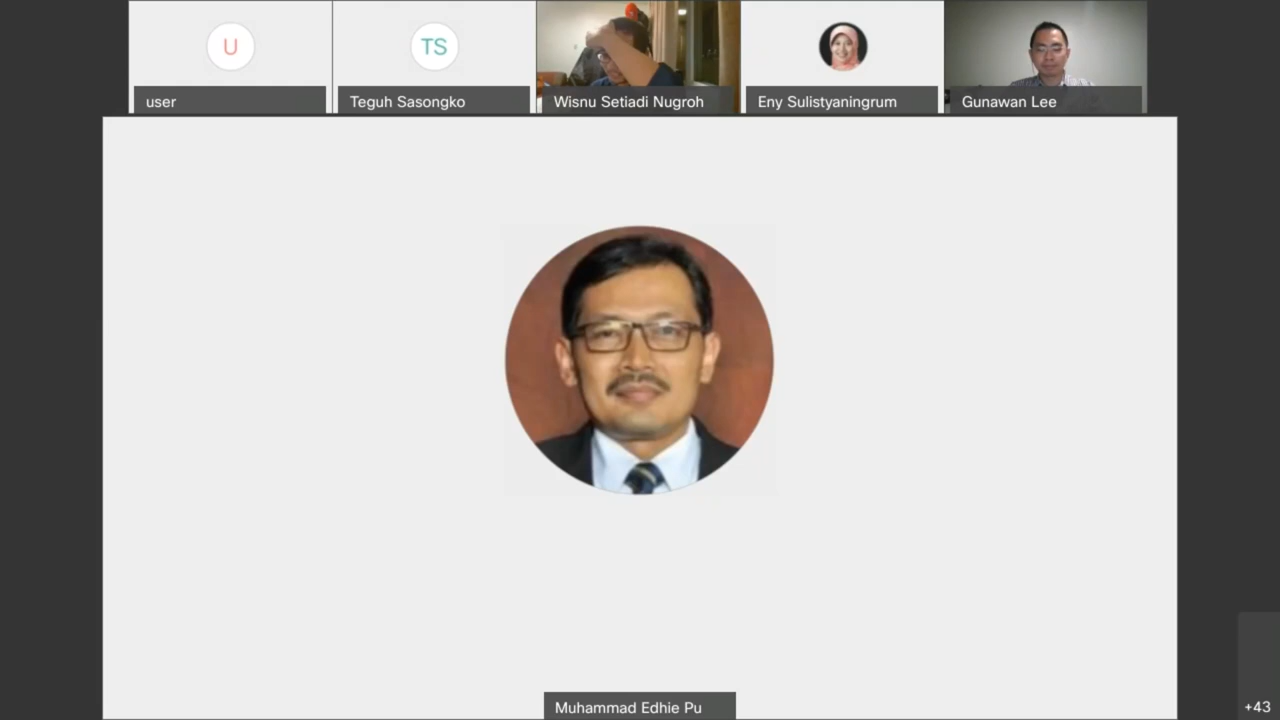 U
TS
user
Teguh Sasongko
Wisnu Setiadi Nugroh
Eny Sulistyaningrum
Gunawan Lee
Muhammad Edhie Pu
+43